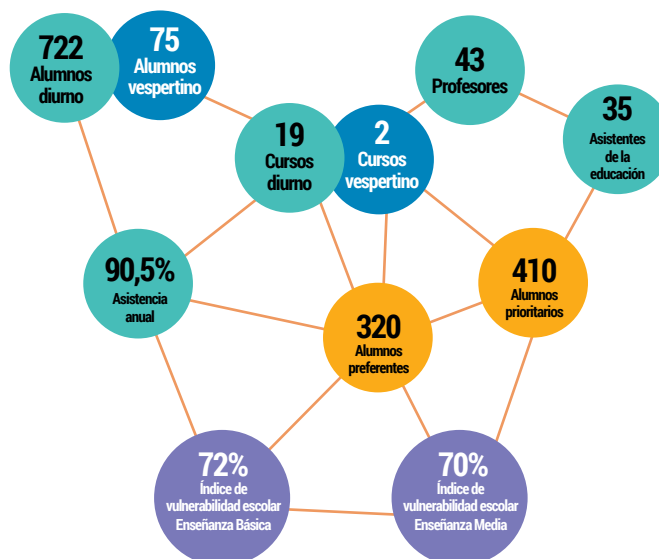 722
Alumnos
diurno
75
Alumnos
vespertino
19
Cursos
diurno
2
Cursos
vespertino
43
Profesores
35
Asistentes
de la
educación
90,5%
Asistencia
anual
320
Alumnos
preferentes
410
Alumnos
prioritarios
72%
Índice de
vulnerabilidad escolar
Enseñanza Básica
70%
Índice de
vulnerabilidad escolar
Enseñanza Media